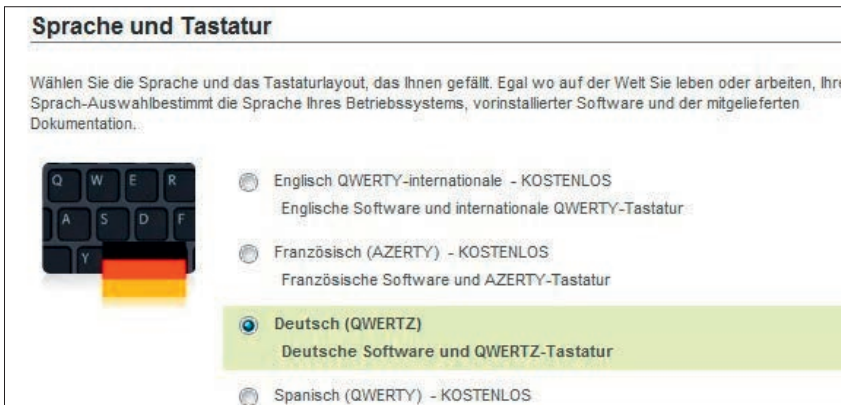 Sprache und Tastatur
Wählen Sie die Sprache und das Tastaturlayout, das Ihnen gefällt. Egal wo auf der Welt Sie leben oder arbeiten, Ihre
Sprach-Auswahlbestimmt die Sprache Ihres Betriebssystems, vorinstallierter Software und der mitgelieferten
Dokumentation.
Q W E R
A S D F
Y
Englisch QWERTY-internationale - KOSTENLOS
Englische Software und internationale QWERTY-Tastatur
Französisch (AZERTY) - KOSTENLOS
Französische Software und AZERTY-Tastatur
Deutsch (QWERTZ)
Deutsche Software und QWERTZ-Tastatur
Spanisch (QWERTY) - KOSTENLOS